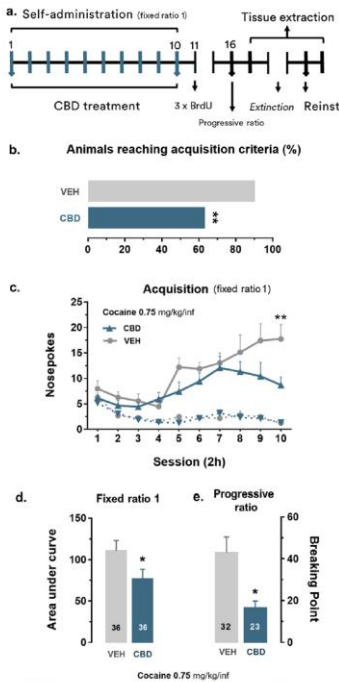 a.
Self-administration (fixed ratio 1)
Tissue extraction
1
10
11
16
CBD treatment
3 x BrdU
Extinction
Reinst
Progressive ratio
b.
Animals reaching acquisition criteria (%)
VEH
CBD
**
0 20 40 60 80 100
c.
Acquisition (fixed ratio 1)
Cocaine 0.75 mg/kg/inf
CBD
VEH
**
Nosepokes
25
20
15
10
5
0
1 2 3 4 5 6 7 8 9 10
Session (2h)
d.
Fixed ratio 1
Area under curve
150
100
50
0
*
36 36
VEH CBD
e.
Progressive
ratio
Breaking Point
60
40
20
0
*
32 23
VEH CBD
Cocaine 0.75 mg/kg/inf